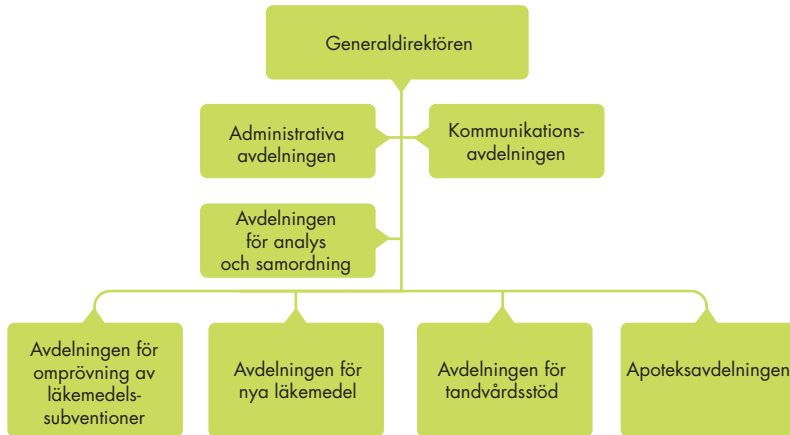 Generaldirektören
Administrativa
avdelningen
Kommunikations-
avdelningen
Avdelningen
för analys
och samordning
Avdelningen för
omprövning av
läkemedels-
subventioner
Avdelningen för
nya läkemedel
Avdelningen för
tandvårdsstöd
Apoteksavdelningen